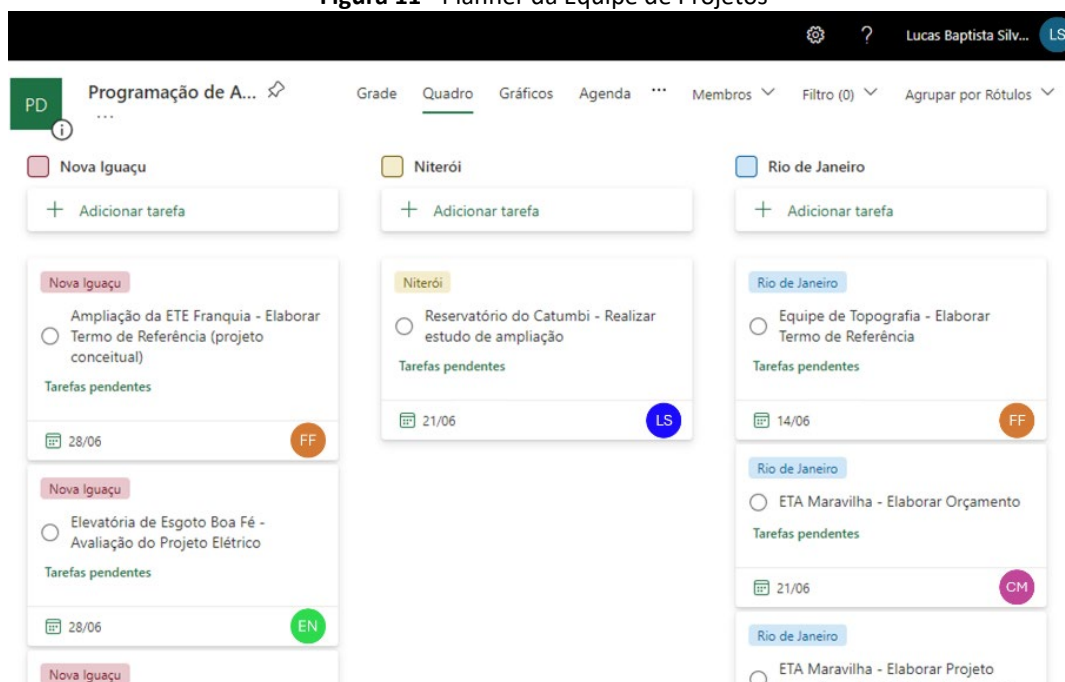 Figura 11 - Planner da Equipe de Projetos
Lucas Baptista Silv...
LS
PD
Programação de A...
...
Grade
Quadro
Gráficos
Agenda
...
Membros
Filtro (0)
Agrupar por Rótulos
Nova Iguaçu
+ Adicionar tarefa
Nova Iguaçu
Ampliação da ETE Franquia - Elaborar
Termo de Referência (projeto
conceitual)
Tarefas pendentes
28/06
FF
Nova Iguaçu
Elevatória de Esgoto Boa Fé -
Avaliação do Projeto Elétrico
Tarefas pendentes
28/06
EN
Nova Iguaçu
Niterói
+ Adicionar tarefa
Niterói
Reservatório do Catumbi - Realizar
estudo de ampliação
Tarefas pendentes
21/06
LS
Rio de Janeiro
+ Adicionar tarefa
Rio de Janeiro
Equipe de Topografia - Elaborar
Termo de Referência
Tarefas pendentes
14/06
FF
Rio de Janeiro
ETA Maravilha - Elaborar Orçamento
Tarefas pendentes
21/06
CM
Rio de Janeiro
ETA Maravilha - Elaborar Projeto